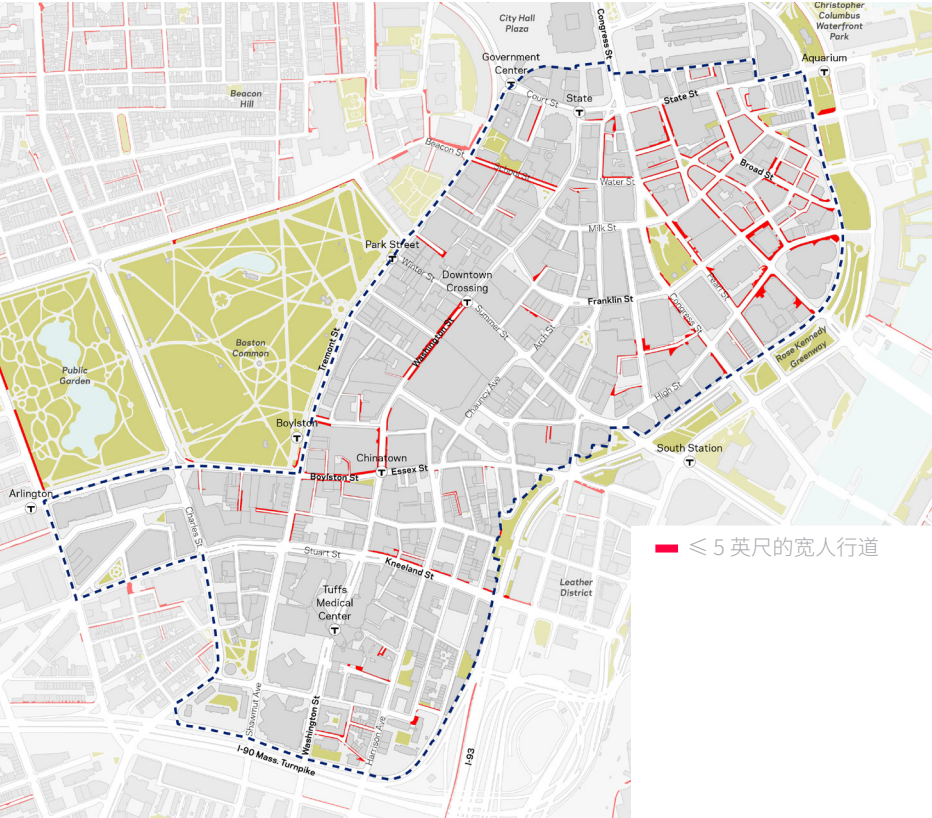 City Hall
Plaza
Congress St
Christopher
Columbus
Waterfront
Park
Government
Center
Aquarium
Beacon
Hill
Court St
State
State St
Beacon St
School St
Broad St
Water St
Milk St
Park Street
Winter St
Downtown
Crossing
Pearl St
Franklin St
Congress St
Summer St
Washington St
Arch St
Tremont St
Boston
Common
Rose Kennedy
Greenway
Public
Garden
Chauncy Ave
High St
Boylston
South Station
Chinatown
Essex St
Boylston St
Arlington
Charles St
≤ 5 英尺的宽人行道
Stuart St
Kneeland St
Leather
District
Tuffs
Medical
Center
Shawmut Ave
Washington St
Harrison Ave
I-93
I-90 Mass. Turnpike